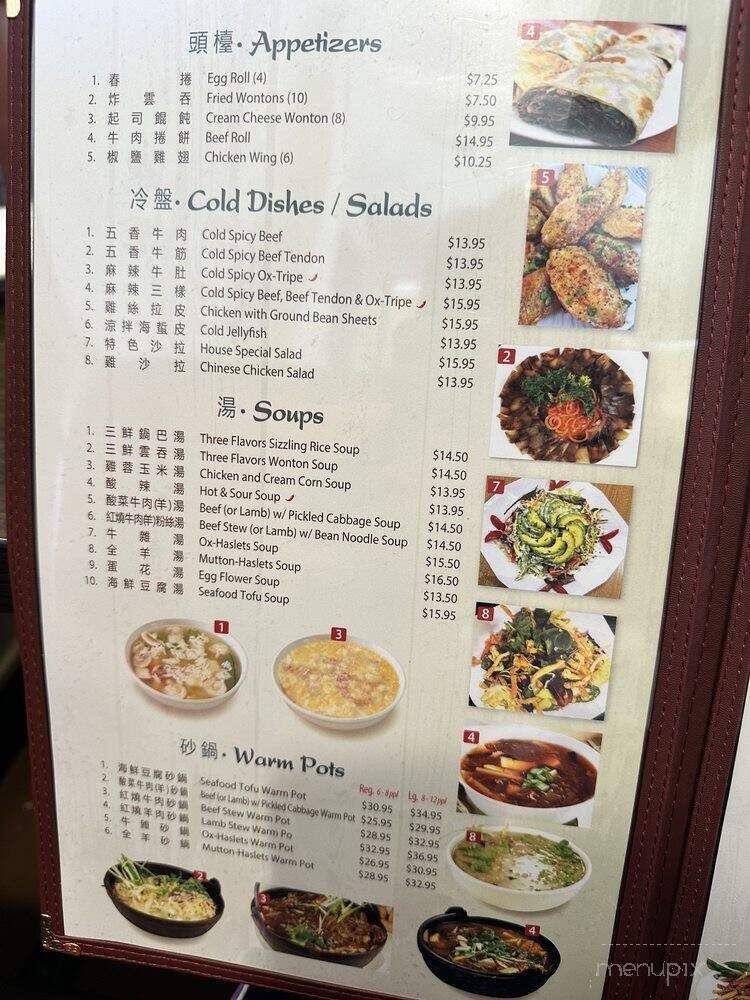 頭檯 · Appetizers
1. 春捲 Egg Roll (4) $7.25
2. 炸雲吞 Fried Wontons (10) $7.50
3. 起司餛飩 Cream Cheese Wonton (8) $9.95
4. 牛肉捲餅 Beef Roll $14.95
5. 椒鹽雞翅 Chicken Wing (6) $10.25
4
5
冷盤 · Cold Dishes / Salads
1. 五香牛肉 Cold Spicy Beef $13.95
2. 五香牛筋 Cold Spicy Beef Tendon $13.95
3. 麻辣牛肚 Cold Spicy Ox-Tripe $13.95
4. 麻辣三樣 Cold Spicy Beef, Beef Tendon & Ox-Tripe $15.95
5. 雞絲拉皮 Chicken with Ground Bean Sheets $15.95
6. 涼拌海蜇皮 Cold Jellyfish $13.95
7. 特色沙拉 House Special Salad $15.95
8. 雞沙拉 Chinese Chicken Salad $13.95
2
7
8
湯 · Soups
1. 三鮮鍋巴湯 Three Flavors Sizzling Rice Soup $14.50
2. 三鮮雲吞湯 Three Flavors Wonton Soup $14.50
3. 雞蓉玉米湯 Chicken and Cream Corn Soup $13.95
4. 酸辣湯 Hot & Sour Soup $13.95
5. 酸菜牛肉(羊)湯 Beef (or Lamb) w/ Pickled Cabbage Soup $14.50
6. 紅燒牛肉(羊)粉絲湯 Beef Stew (or Lamb) w/ Bean Noodle Soup $14.50
7. 牛雜湯 Ox-Haslets Soup $15.50
8. 全羊湯 Mutton-Haslets Soup $16.50
9. 蛋花湯 Egg Flower Soup $13.50
10. 海鮮豆腐湯 Seafood Tofu Soup $15.95
1
3
4
8
砂鍋 · Warm Pots
Reg. 6-8ppl Lg. 8-12ppl
1. 海鮮豆腐砂鍋 Seafood Tofu Warm Pot $30.95 $34.95
2. 酸菜牛肉(羊)砂鍋 Beef (or Lamb) w/ Pickled Cabbage Warm Pot $25.95 $29.95
3. 紅燒牛肉砂鍋 Beef Stew Warm Pot $28.95 $32.95
4. 紅燒羊肉砂鍋 Lamb Stew Warm Po $32.95 $36.95
5. 牛雜砂鍋 Ox-Haslets Warm Pot $26.95 $30.95
6. 全羊砂鍋 Mutton-Haslets Warm Pot $28.95 $32.95
2
3
4
menupix